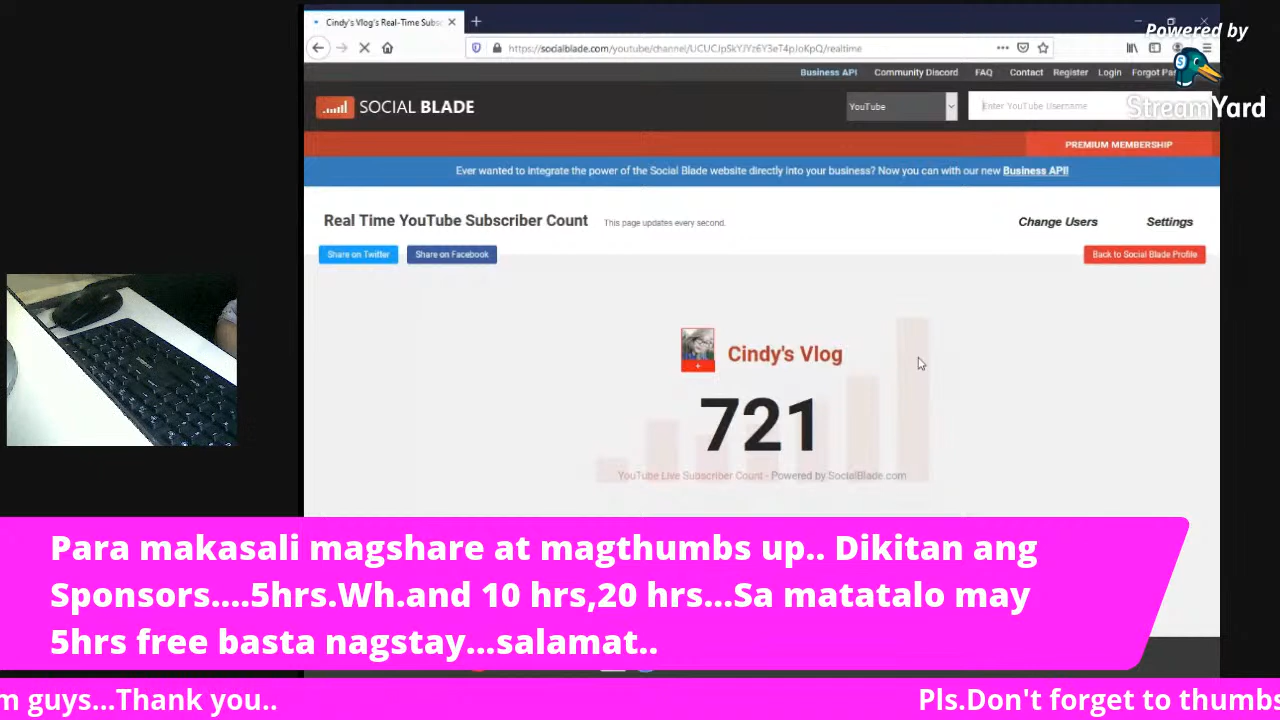 Cindy's Vlog's Real-Time Subsc
Powered by
StreamYard
https://socialblade.com/youtube/channel/UCUCJpSkYJYz6Y3eT4pJoKpQ/realtime
Business API Community Discord FAQ Contact Register Login Forgot
SOCIAL BLADE
YouTube
Enter YouTube Username
PREMIUM MEMBERSHIP
Ever wanted to integrate the power of the Social Blade website directly into your business? Now you can with our new Business API!
Real Time YouTube Subscriber Count This page updates every second.
Change Users Settings
Share on Twitter Share on Facebook
Back to Social Blade Profile
Cindy's Vlog
721
YouTube Live Subscriber Count - Powered by SocialBlade.com
Para makasali magshare at magthumbs up.. Dikitan ang
Sponsors....5hrs.Wh.and 10 hrs,20 hrs...Sa matatalo may
5hrs free basta nagstay...salamat..
m guys...Thank you.. Pls.Don't forget to thumbs